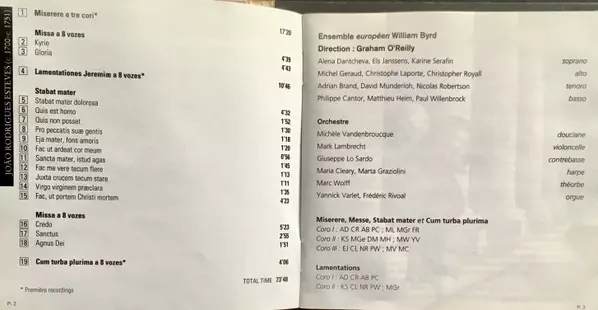 JOÃO RODRIGUES ESTEVES (c. 1700-c. 1751)
1 Miserere a tre cori* 17'20
Missa a 8 vozes
2 Kyrie 4'39
3 Gloria 4'43
4 Lamentationes Jeremiæ a 8 vozes* 10'46
Stabat mater
5 Stabat mater dolorosa 4'32
6 Quis est homo 1'52
7 Quis non posset 1'30
8 Pro peccatis suæ gentis 1'18
9 Eja mater, fons amoris 1'20
10 Fac ut ardeat cor meum 0'56
11 Sancta mater, istud agas 1'45
12 Fac me vere tecum flere 1'13
13 Juxta crucem tecum stare 1'11
14 Virgo virginem præclara 1'35
15 Fac, ut portem Christi mortem 4'23
Missa a 8 vozes
16 Credo 5'23
17 Sanctus 2'55
18 Agnus Dei 1'51
19 Cum turba plurima a 8 vozes* 4'06
TOTAL TIME 73'48
* Première recordings
P. 2
Ensemble européen William Byrd
Direction : Graham O'Reilly
Alena Dantcheva, Els Janssens, Karine Serafin soprano
Michel Geraud, Christophe Laporte, Christopher Royall alto
Adrian Brand, David Munderloh, Nicolas Robertson tenoro
Philippe Cantor, Matthieu Heim, Paul Willenbrock basso
Orchestre
Michèle Vandenbroucque douciane
Mark Lambrecht violoncelle
Giuseppe Lo Sardo contrebasse
Maria Cleary, Marta Graziolini harpe
Marc Wolff théorbe
Yannick Varlet, Frédéric Rivoal orgue
Miserere, Messe, Stabat mater et Cum turba plurima
Coro I : AD CR AB PC ; ML MGr FR
Coro II : KS MGe DM MH ; MW YV
Coro III : EJ CL NR PW ; MV MC
Lamentations
Coro I : AD CR AB PC
Coro II : KS CL NR PW ; MGr
P. 3